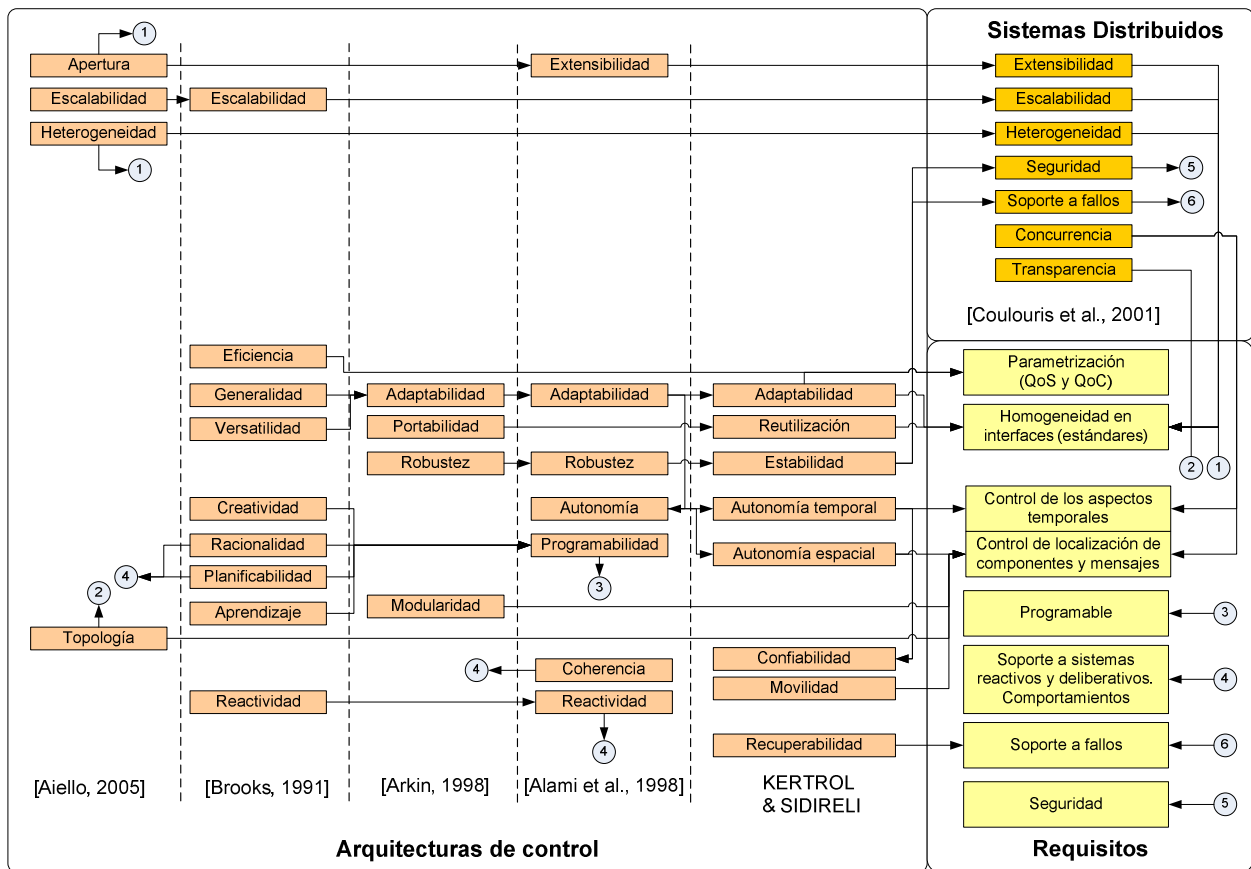 Sistemas Distribuidos
1
Apertura
Extensibilidad
Extensibilidad
Escalabilidad
Escalabilidad
Escalabilidad
Heterogeneidad
Heterogeneidad
1
Seguridad
5
Soporte a fallos
6
Concurrencia
Transparencia
[Coulouris et al., 2001]
Eficiencia
Parametrización
(QoS y QoC)
Generalidad
Adaptabilidad
Adaptabilidad
Adaptabilidad
Versatilidad
Portabilidad
Reutilización
Homogeneidad en
interfaces (estándares)
Robustez
Robustez
Estabilidad
2
1
Creatividad
Autonomía
Autonomía temporal
Control de los aspectos
temporales
Racionalidad
Programabilidad
Autonomía espacial
Control de localización de
componentes y mensajes
4
Planificabilidad
2
3
Aprendizaje
Modularidad
Programable
3
Topología
4
Coherencia
Confiabilidad
Soporte a sistemas
reactivos y deliberativos.
Comportamientos
4
Movilidad
Reactividad
Reactividad
4
Recuperabilidad
Soporte a fallos
6
[Aiello, 2005]
[Brooks, 1991]
[Arkin, 1998]
[Alami et al., 1998]
KERTROL
& SIDIRELI
Seguridad
5
Arquitecturas de control
Requisitos